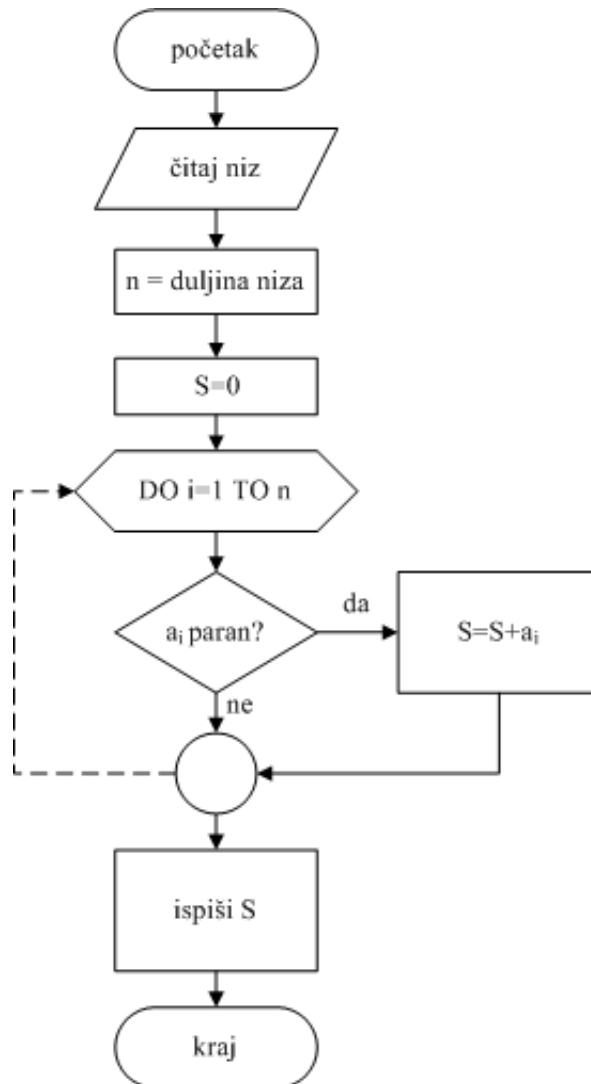 početak
čitaj niz
n = duljina niza
S=0
DO i=1 TO n
aᵢ paran?
da
S=S+aᵢ
ne
ispiši S
kraj